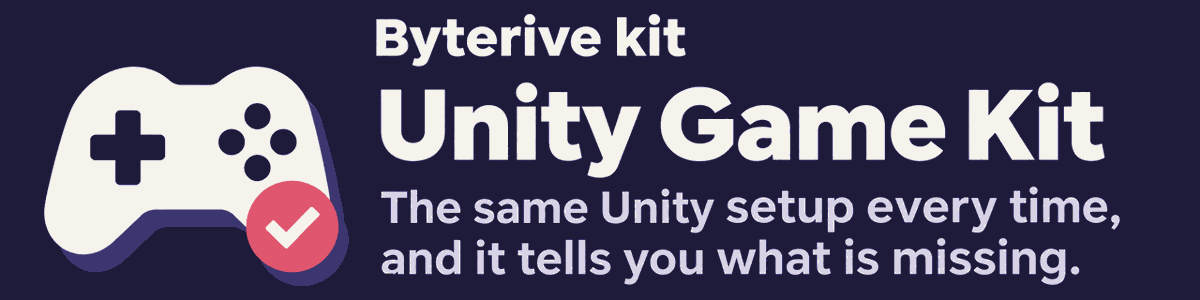 Byterive kit
Unity Game Kit
The same Unity setup every time,
and it tells you what is missing.